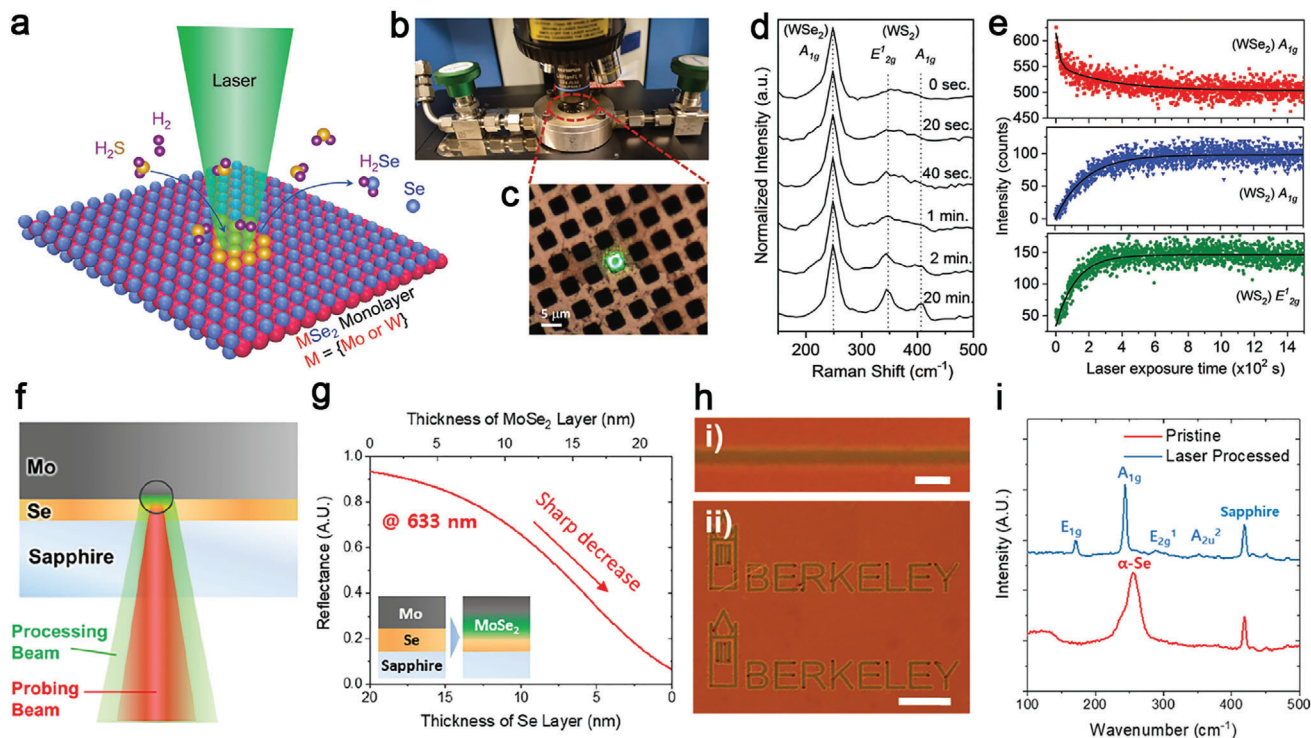 a
Laser
H₂
H₂S
H₂Se
Se
MSe₂ Monolayer
M = {Mo or W}
b
c
5 µm
d
(WSe₂)
(WS₂)
A₁g
E¹₂g
A₁g
0 sec.
20 sec.
40 sec.
1 min.
2 min.
20 min.
Normalized Intensity (a.u.)
200 300 400 500
Raman Shift (cm⁻¹)
e
625
600
550
500
450
(WSe₂) A₁g
100
50
0
(WS₂) A₁g
150
100
50
0
(WS₂) E¹₂g
Intensity (counts)
0 2 4 6 8 10 12 14
Laser exposure time (x10² s)
f
Mo
Se
Sapphire
Processing
Beam
Probing
Beam
g
Thickness of MoSe₂ Layer (nm)
0 5 10 15 20
1.0
0.8
0.6
0.4
0.2
0.0
Reflectance (A.U.)
@ 633 nm
Sharp decrease
Mo
Se
Sapphire
MoSe₂
20 15 10 5 0
Thickness of Se Layer (nm)
h
i)
ii)
BERKELEY
BERKELEY
i
Pristine
Laser Processed
A₁g
Sapphire
E₁g
E₂g¹
A₂u²
α-Se
Intensity (A.U.)
100 200 300 400 500
Wavenumber (cm⁻¹)